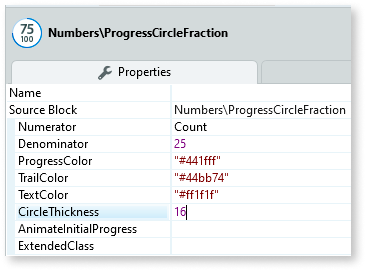 75
100
Numbers\ProgressCircleFraction
Properties
Name
Source Block Numbers\ProgressCircleFraction
Numerator Count
Denominator 25
ProgressColor "#441fff"
TrailColor "#44bb74"
TextColor "#ff1f1f"
CircleThickness 16
AnimateInitialProgress
ExtendedClass